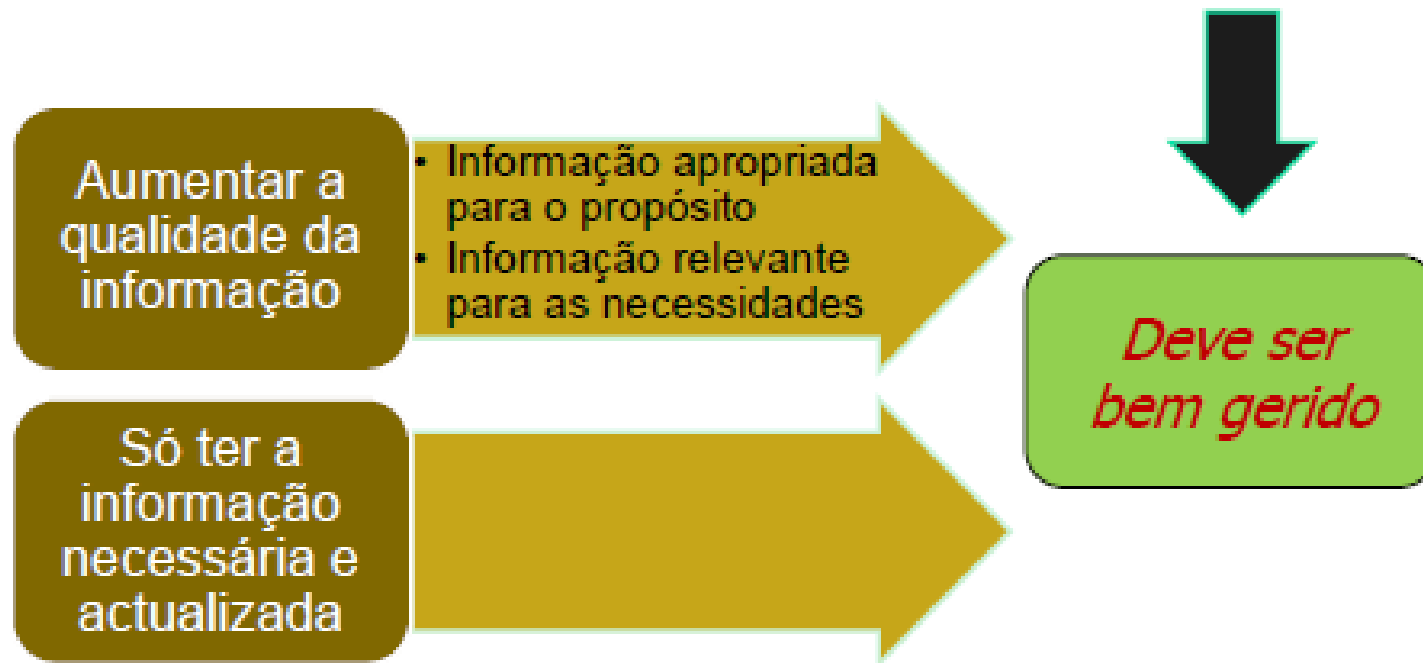 Aumentar a
qualidade da
informação
• Informação apropriada
para o propósito
• Informação relevante
para as necessidades
Deve ser
bem gerido
Só ter a
informação
necessária e
actualizada